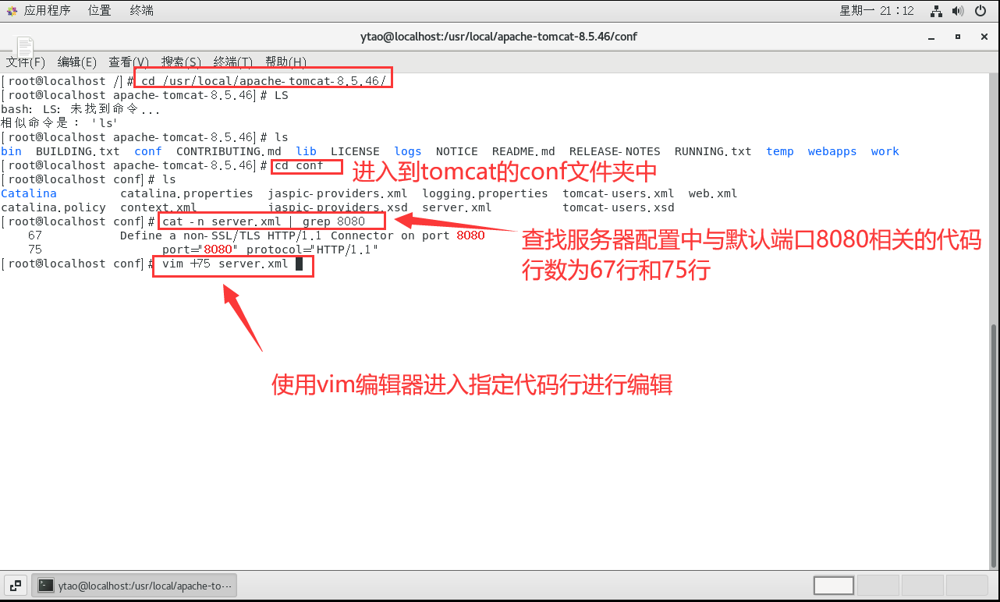 应用程序 位置 终端 星期一 21：12
ytao@localhost:/usr/local/apache-tomcat-8.5.46/conf
文件(F) 编辑(E) 查看(V) 搜索(S) 终端(T) 帮助(H)
[root@localhost /]# cd /usr/local/apache-tomcat-8.5.46/
[root@localhost apache-tomcat-8.5.46]# LS
bash: LS: 未找到命令...
相似命令是： 'ls'
[root@localhost apache-tomcat-8.5.46]# ls
bin BUILDING.txt conf CONTRIBUTING.md lib LICENSE logs NOTICE README.md RELEASE-NOTES RUNNING.txt temp webapps work
[root@localhost apache-tomcat-8.5.46]# cd conf
进入到tomcat的conf文件夹中
[root@localhost conf]# ls
Catalina catalina.properties jaspic-providers.xml logging.properties tomcat-users.xml web.xml
catalina.policy context.xml jaspic-providers.xsd server.xml tomcat-users.xsd
[root@localhost conf]# cat -n server.xml | grep 8080
67 Define a non-SSL/TLS HTTP/1.1 Connector on port 8080
75 port="8080" protocol="HTTP/1.1"
查找服务器配置中与默认端口8080相关的代码
行数为67行和75行
[root@localhost conf]# vim +75 server.xml
使用vim编辑器进入指定代码行进行编辑
ytao@localhost:/usr/local/apache-to···